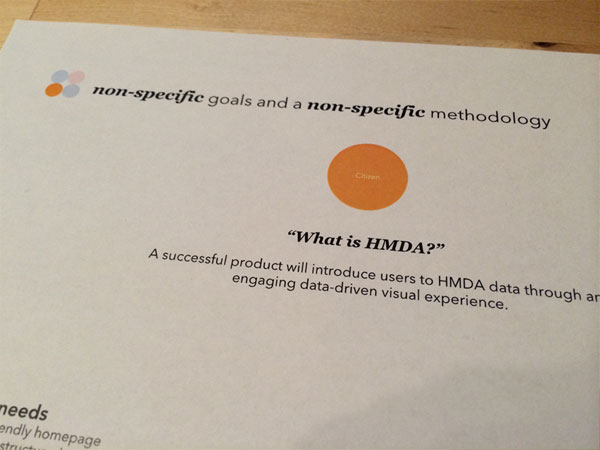 non-specific goals and a non-specific methodology
Citizen
“What is HMDA?”
A successful product will introduce users to HMDA data through an
engaging data-driven visual experience.
needs
endly homepage